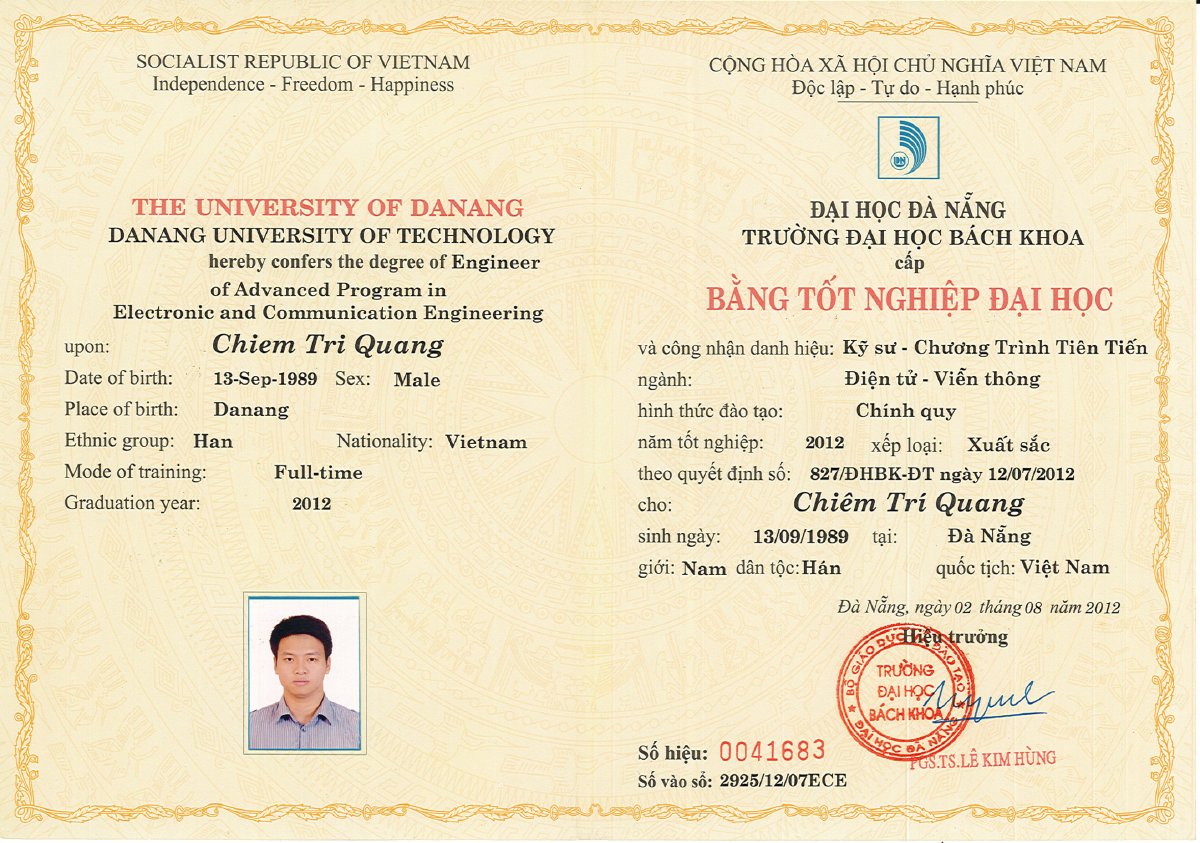 SOCIALIST REPUBLIC OF VIETNAM
Independence - Freedom - Happiness
THE UNIVERSITY OF DANANG
DANANG UNIVERSITY OF TECHNOLOGY
hereby confers the degree of Engineer
of Advanced Program in
Electronic and Communication Engineering
upon: Chiem Tri Quang
Date of birth: 13-Sep-1989 Sex: Male
Place of birth: Danang
Ethnic group: Han Nationality: Vietnam
Mode of training: Full-time
Graduation year: 2012
CỘNG HÒA XÃ HỘI CHỦ NGHĨA VIỆT NAM
Độc lập - Tự do - Hạnh phúc
ĐN
ĐẠI HỌC ĐÀ NẴNG
TRƯỜNG ĐẠI HỌC BÁCH KHOA
cấp
BẰNG TỐT NGHIỆP ĐẠI HỌC
và công nhận danh hiệu: Kỹ sư - Chương Trình Tiên Tiến
ngành: Điện tử - Viễn thông
hình thức đào tạo: Chính quy
năm tốt nghiệp: 2012 xếp loại: Xuất sắc
theo quyết định số: 827/ĐHBK-ĐT ngày 12/07/2012
cho: Chiêm Trí Quang
sinh ngày: 13/09/1989 tại: Đà Nẵng
giới: Nam dân tộc: Hán quốc tịch: Việt Nam
Đà Nẵng, ngày 02 tháng 08 năm 2012
Hiệu trưởng
BỘ GIÁO DỤC VÀ ĐÀO TẠO
TRƯỜNG
ĐẠI HỌC
BÁCH KHOA
ĐẠI HỌC ĐÀ NẴNG
PGS.TS.LÊ KIM HÙNG
Số hiệu: 0041683
Số vào sổ: 2925/12/07ECE